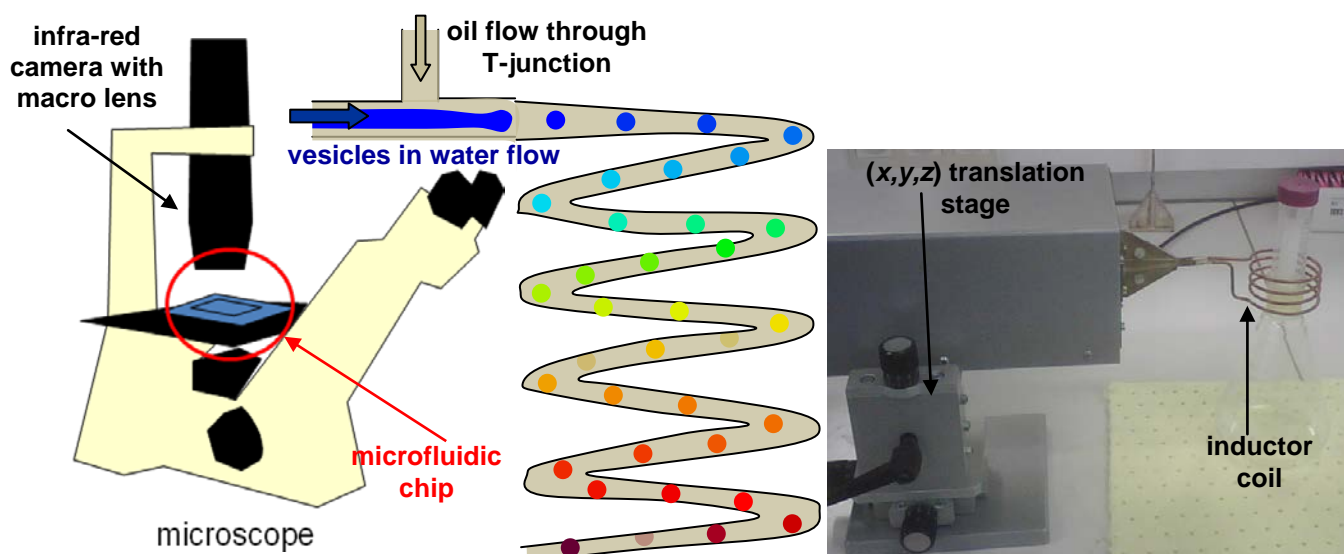 infra-red
camera with
macro lens
oil flow through
T-junction
vesicles in water flow
(x,y,z) translation
stage
microfluidic
chip
inductor
coil
microscope